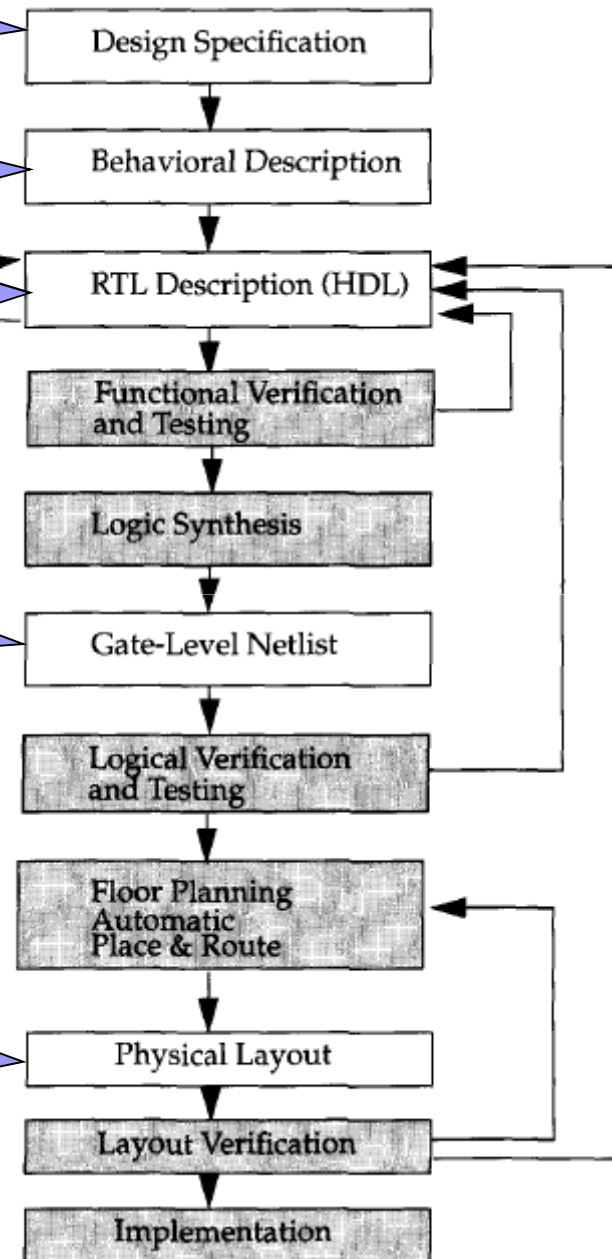 Design Specification
Behavioral Description
RTL Description (HDL)
Functional Verification
and Testing
Logic Synthesis
Gate-Level Netlist
Logical Verification
and Testing
Floor Planning
Automatic
Place & Route
Physical Layout
Layout Verification
Implementation